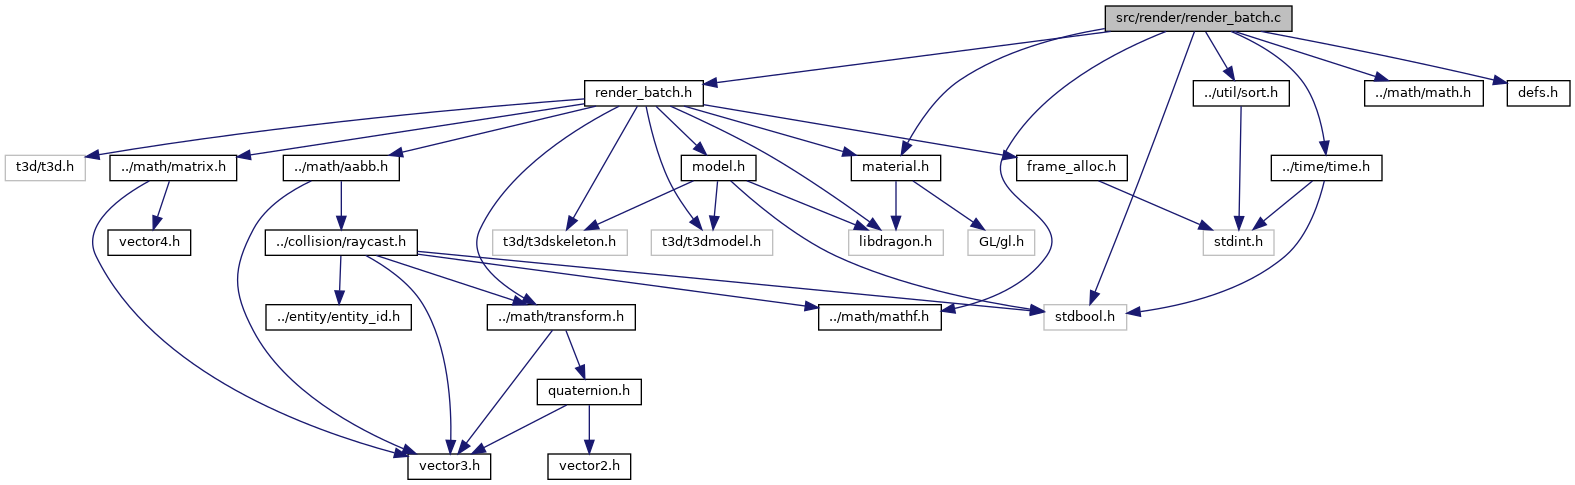 src/render/render_batch.c
render_batch.h
../util/sort.h
../math/math.h
defs.h
t3d/t3d.h
../math/matrix.h
../math/aabb.h
model.h
material.h
frame_alloc.h
../time/time.h
vector4.h
../collision/raycast.h
t3d/t3dskeleton.h
t3d/t3dmodel.h
libdragon.h
GL/gl.h
stdint.h
../entity/entity_id.h
../math/transform.h
../math/mathf.h
stdbool.h
quaternion.h
vector3.h
vector2.h